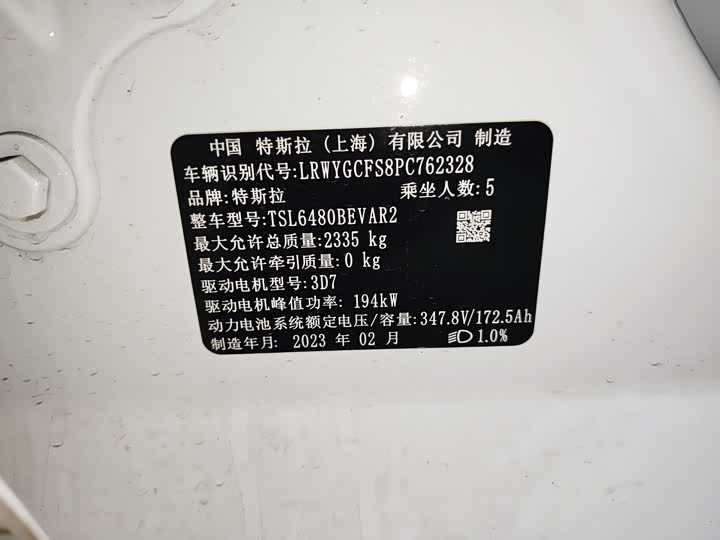 中国 特斯拉 (上海) 有限公司 制造
车辆识别代号:LRWYGCFS8PC762328
品牌:特斯拉 乘坐人数:5
整车型号:TSL6480BEVAR2
最大允许总质量:2335 kg
最大允许牵引质量:0 kg
驱动电机型号:3D7
驱动电机峰值功率: 194kW
动力电池系统额定电压/容量:347.8V/172.5Ah
制造年月: 2023 年 02 月 1.0%